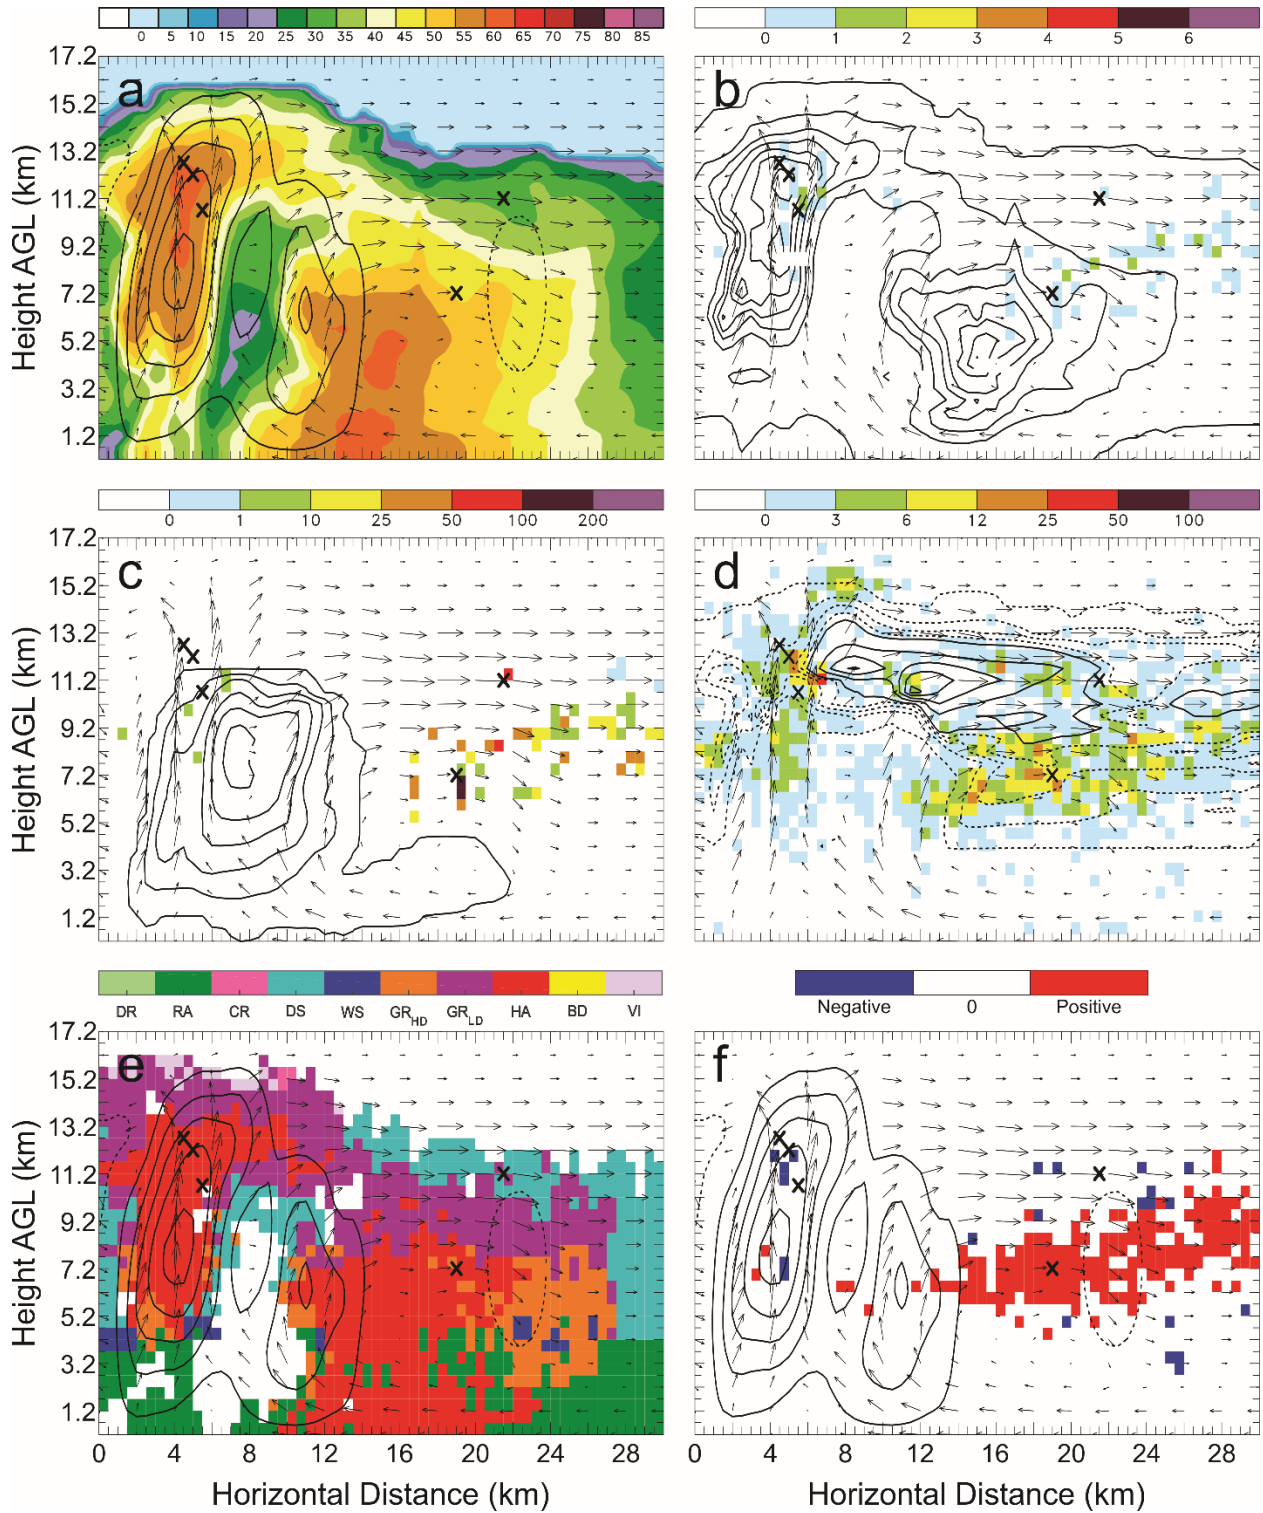 0 5 10 15 20 25 30 35 40 45 50 55 60 65 70 75 80 85
0 1 2 3 4 5 6
17.2
15.2
13.2
11.2
9.2
7.2
5.2
3.2
1.2
Height AGL (km)
a
b
0 1 10 25 50 100 200
0 3 6 12 25 50 100
17.2
15.2
13.2
11.2
9.2
7.2
5.2
3.2
1.2
Height AGL (km)
c
d
DR RA CR DS WS GR HD GR LD HA BD VI
Negative 0 Positive
17.2
15.2
13.2
11.2
9.2
7.2
5.2
3.2
1.2
Height AGL (km)
e
f
0 4 8 12 16 20 24 28
0 4 8 12 16 20 24 28
Horizontal Distance (km)
Horizontal Distance (km)